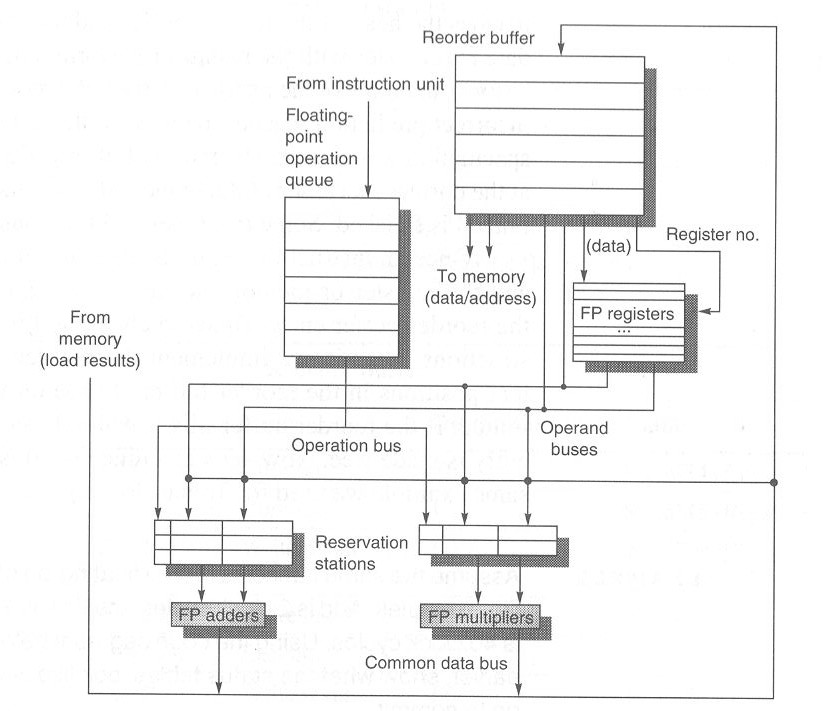 Reorder buffer
From instruction unit
Floating-
point
operation
queue
(data)
Register no.
To memory
(data/address)
FP registers
...
From
memory
(load results)
Operation bus
Operand
buses
Reservation
stations
FP adders
FP multipliers
Common data bus